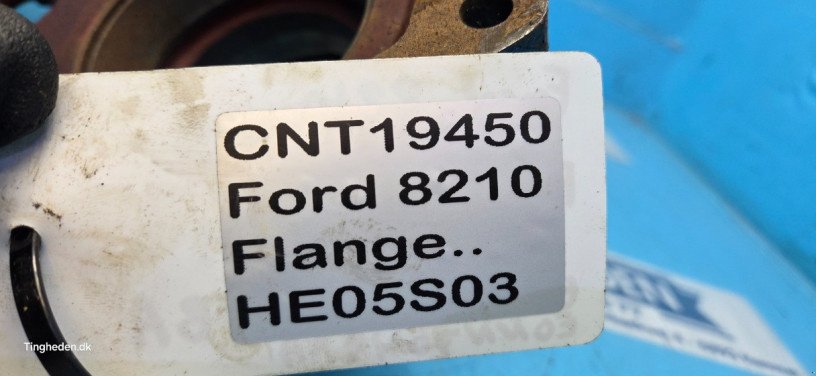 CNT19450
Ford 8210
Flange..
HE05S03
Tingheden.dk